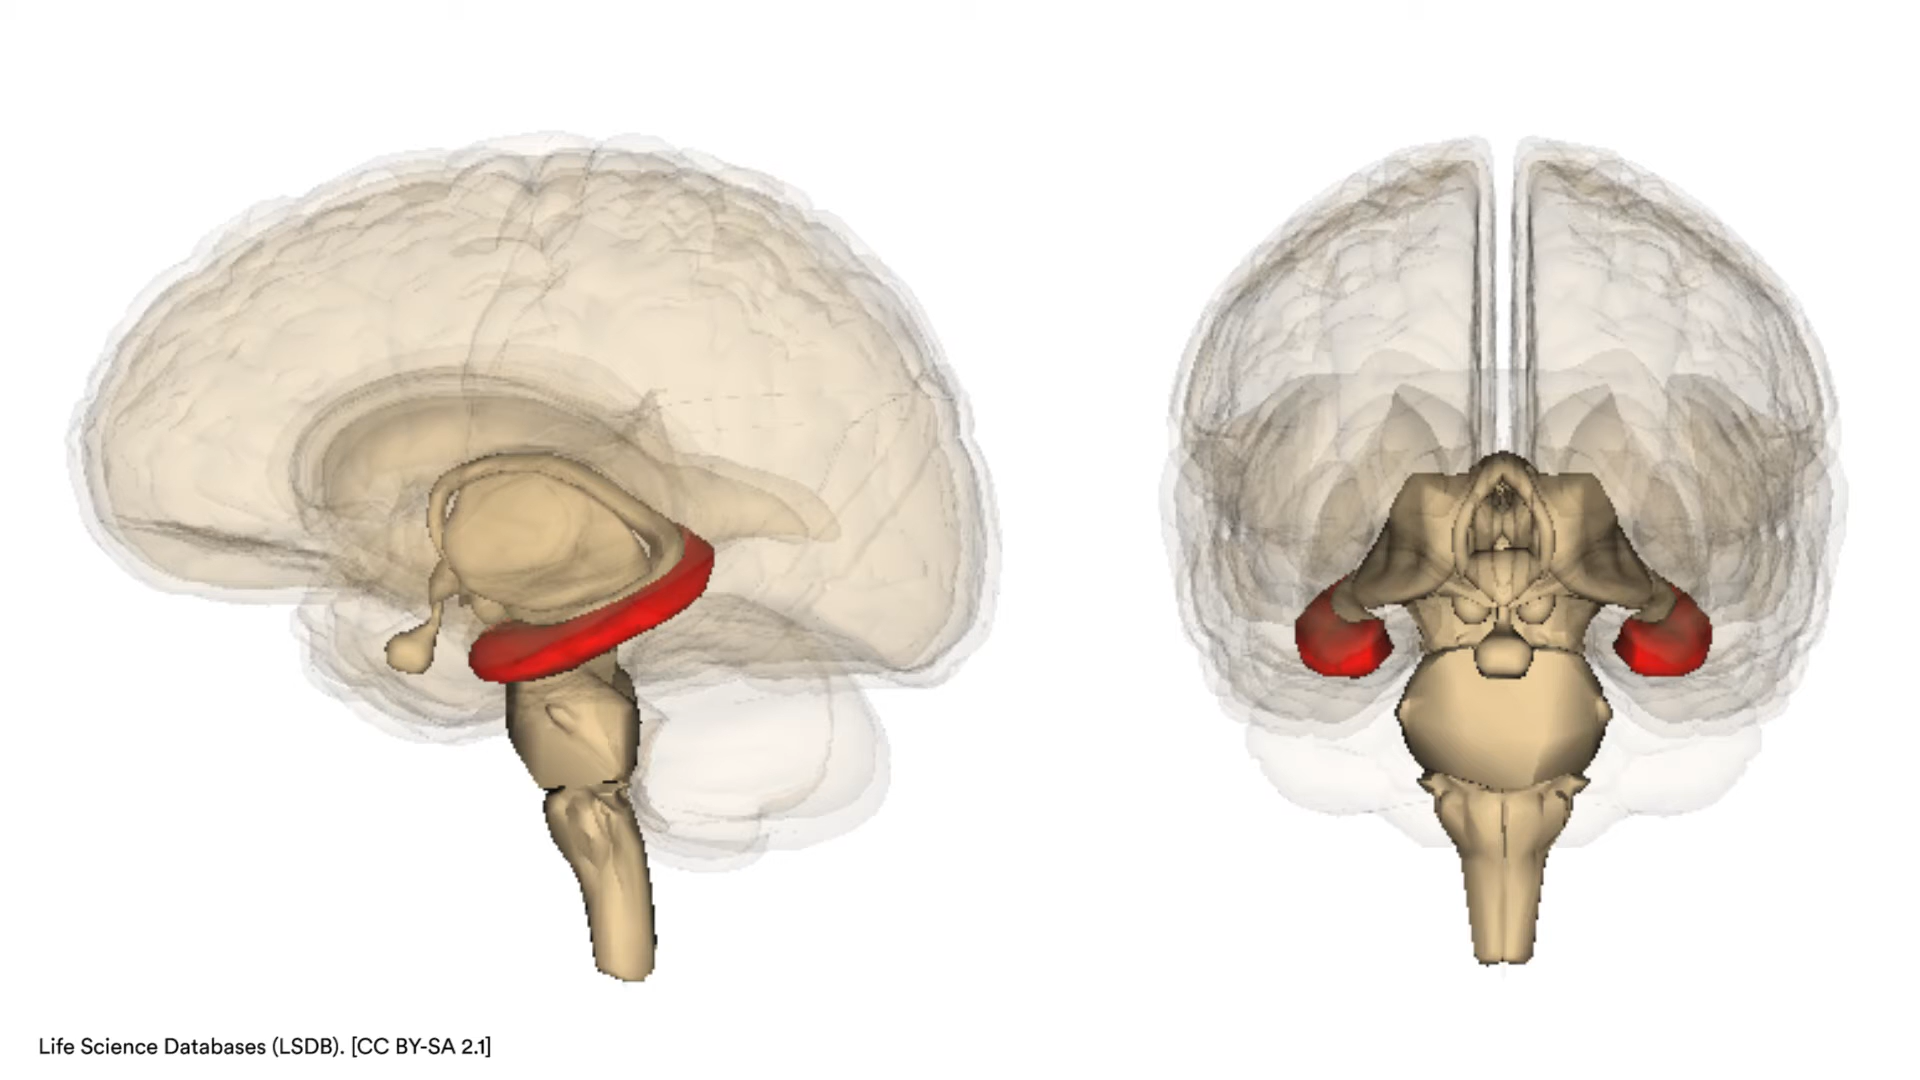 Life Science Databases (LSDB). [CC BY-SA 2.1]